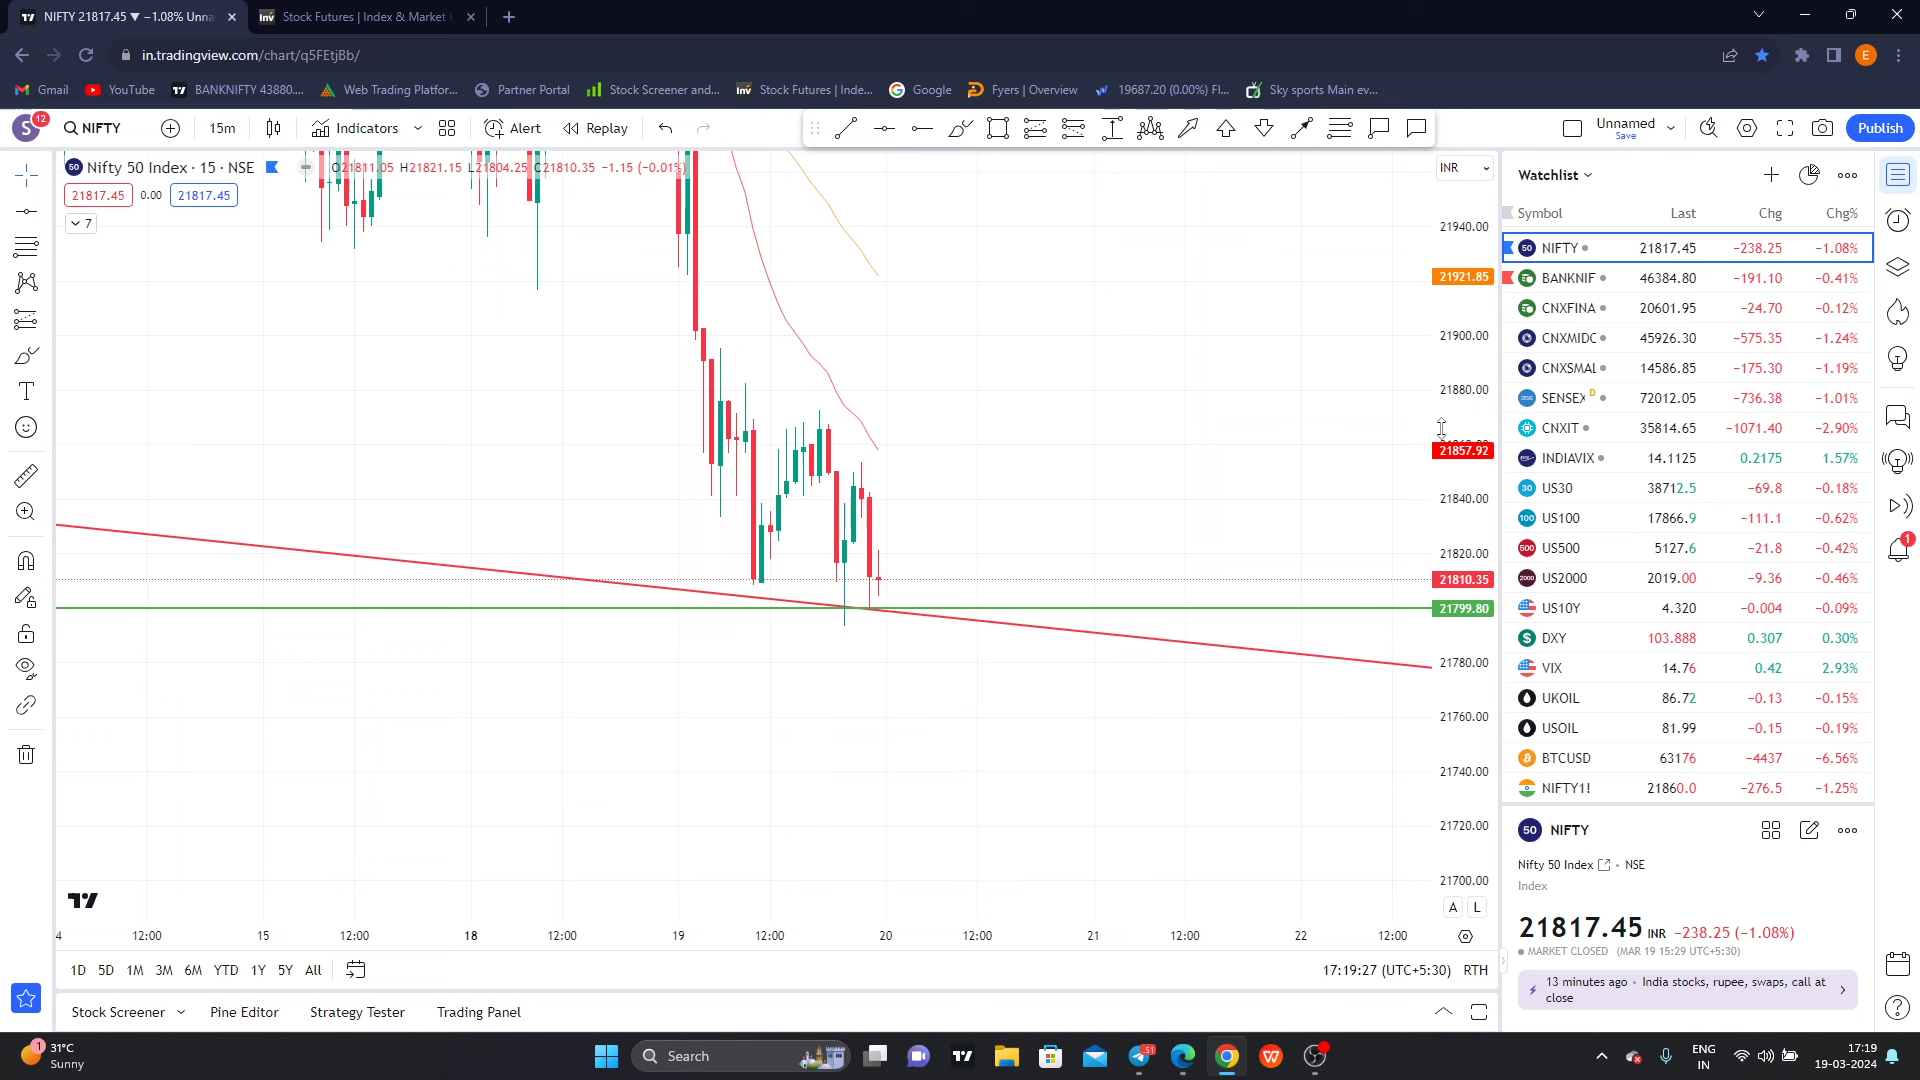 NIFTY 21817.45 ▼ −1.08% Unna
Stock Futures | Index & Market F
in.tradingview.com/chart/q5FEtjBb/
E
Gmail YouTube BANKNIFTY 43880.... Web Trading Platfor... Partner Portal Stock Screener and... Stock Futures | Inde... Google Fyers | Overview 19687.20 (0.00%) Fl... Sky sports Main ev...
S 12 NIFTY 15m Indicators Alert Replay Unnamed Save Publish
50 Nifty 50 Index · 15 · NSE O21811.05 H21821.15 L21804.25 C21810.35 −1.15 (−0.01%)
INR
21817.45 0.00 21817.45
7
21940.00
21921.85
21900.00
21880.00
21857.92
21840.00
21820.00
21810.35
21799.80
21780.00
21760.00
21740.00
21720.00
21700.00
A L
4 12:00 15 12:00 18 12:00 19 12:00 20 12:00 21 12:00 22 12:00
1D 5D 1M 3M 6M YTD 1Y 5Y All
17:19:27 (UTC+5:30) RTH
Stock Screener Pine Editor Strategy Tester Trading Panel
Watchlist
Symbol Last Chg Chg%
50 NIFTY 21817.45 −238.25 −1.08%
BANKNIF 46384.80 −191.10 −0.41%
CNXFINA 20601.95 −24.70 −0.12%
CNXMIDC 45926.30 −575.35 −1.24%
CNXSMAL 14586.85 −175.30 −1.19%
SENSEX D 72012.05 −736.38 −1.01%
CNXIT 35814.65 −1071.40 −2.90%
INDIAVIX 14.1125 0.2175 1.57%
30 US30 38712.5 −69.8 −0.18%
100 US100 17866.9 −111.1 −0.62%
500 US500 5127.6 −21.8 −0.42%
2000 US2000 2019.00 −9.36 −0.46%
US10Y 4.320 −0.004 −0.09%
$ DXY 103.888 0.307 0.30%
VIX 14.76 0.42 2.93%
UKOIL 86.72 −0.13 −0.15%
USOIL 81.99 −0.15 −0.19%
BTCUSD 63176 −4437 −6.56%
NIFTY1! 21860.0 −276.5 −1.25%
50 NIFTY
Nifty 50 Index • NSE
Index
21817.45 INR −238.25 (−1.08%)
MARKET CLOSED (MAR 19 15:29 UTC+5:30)
13 minutes ago • India stocks, rupee, swaps, call at
close
1
1 31°C
Sunny
Search
51
ENG
IN
17:19
19-03-2024